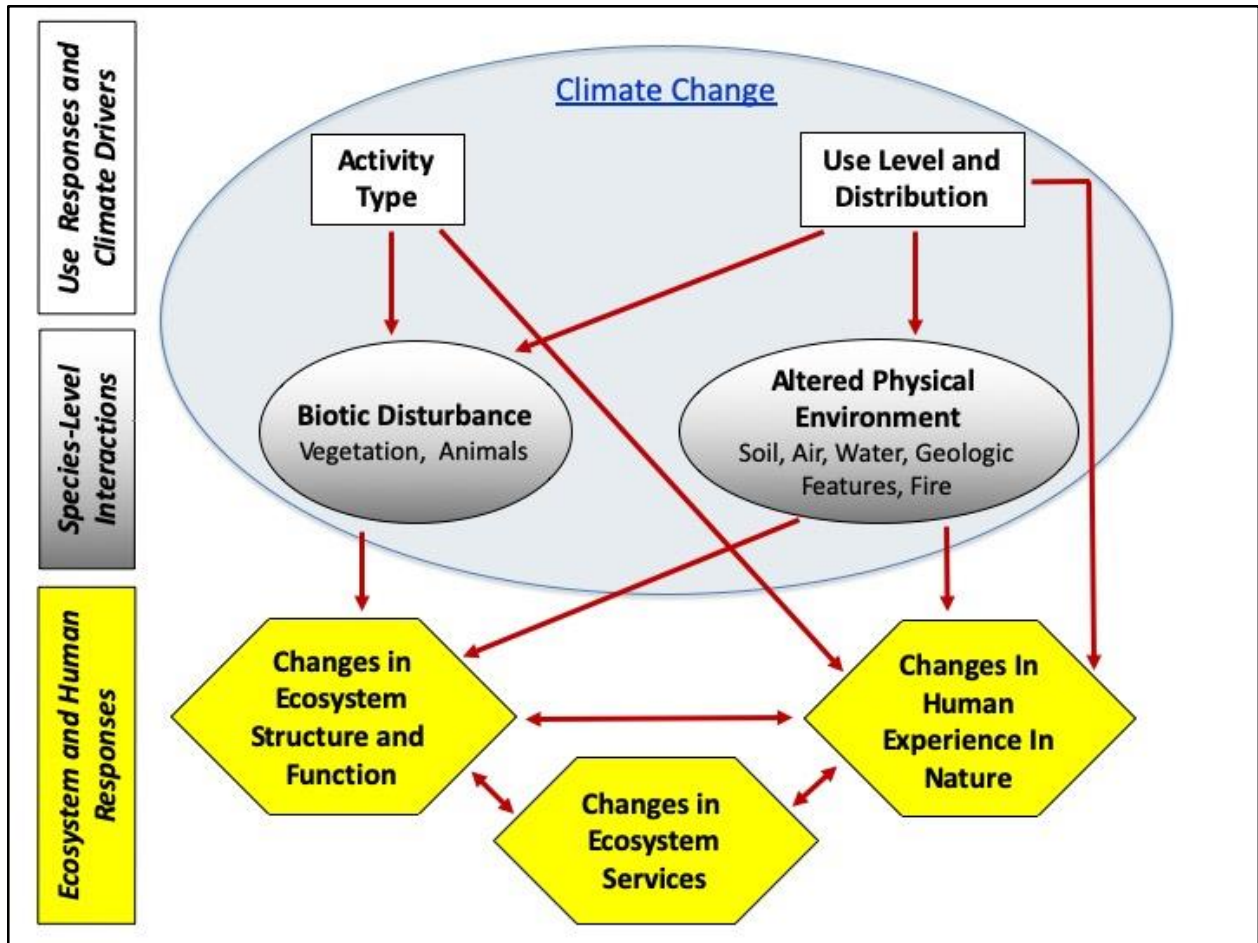 Use Responses and
Climate Drivers
Climate Change
Activity
Type
Use Level and
Distribution
Species-Level
Interactions
Biotic Disturbance
Vegetation, Animals
Altered Physical
Environment
Soil, Air, Water, Geologic
Features, Fire
Ecosystem and Human
Responses
Changes in
Ecosystem
Structure and
Function
Changes In
Human
Experience In
Nature
Changes in
Ecosystem
Services